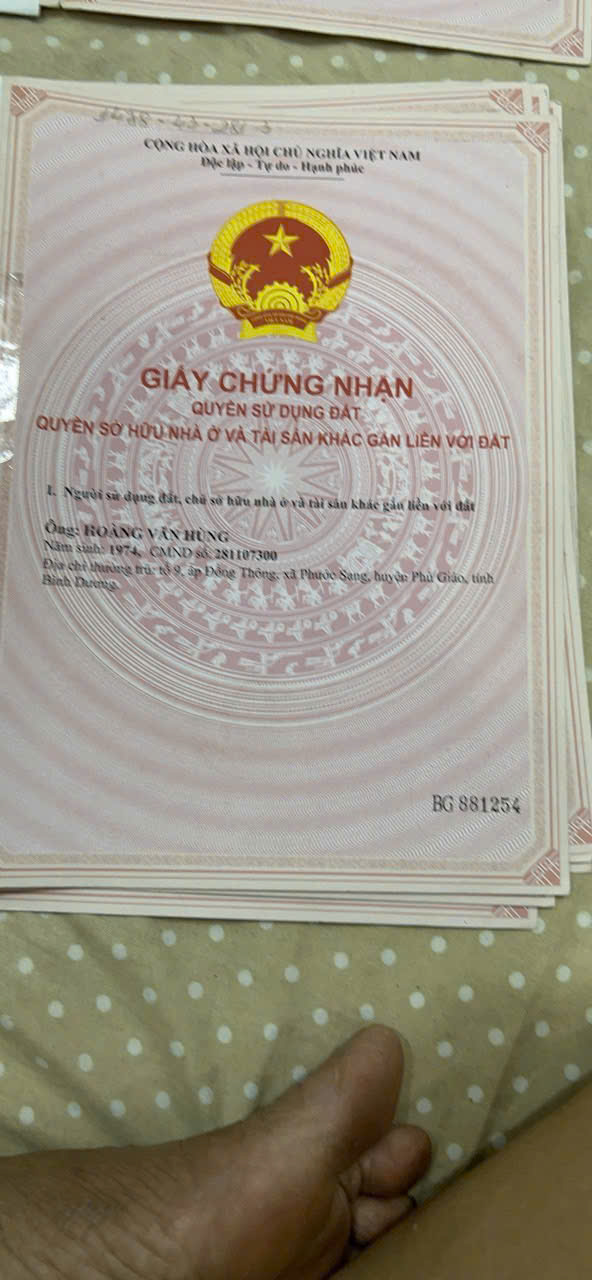 CỘNG HÒA XÃ HỘI CHỦ NGHĨA VIỆT NAM
Độc lập - Tự do - Hạnh phúc
GIẤY CHỨNG NHẬN
QUYỀN SỬ DỤNG ĐẤT
QUYỀN SỞ HỮU NHÀ Ở VÀ TÀI SẢN KHÁC GẮN LIỀN VỚI ĐẤT
I. Người sử dụng đất, chủ sở hữu nhà ở và tài sản khác gắn liền với đất
Ông: HOÀNG VĂN HÙNG
Năm sinh: 1974, CMND số: 281107300
Địa chỉ thường trú: tổ 9, ấp Đồng Thông, xã Phước Sang, huyện Phú Giáo, tỉnh
Bình Dương.
BG 881254